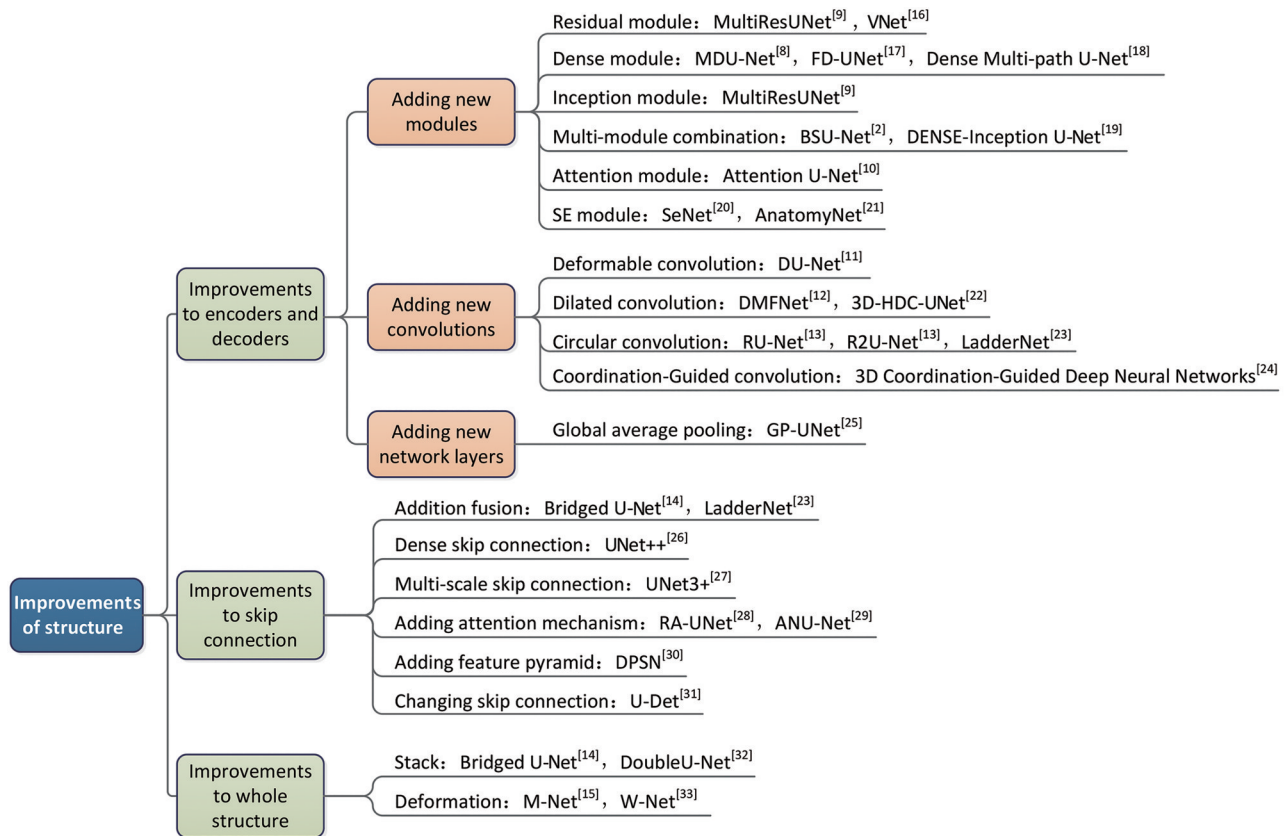 Residual module：MultiResUNet[9]，VNet[16]
Dense module：MDU-Net[8]，FD-UNet[17]，Dense Multi-path U-Net[18]
Adding new
modules
Inception module：MultiResUNet[9]
Multi-module combination：BSU-Net[2]，DENSE-Inception U-Net[19]
Attention module：Attention U-Net[10]
SE module：SeNet[20]，AnatomyNet[21]
Improvements
to encoders and
decoders
Deformable convolution：DU-Net[11]
Adding new
convolutions
Dilated convolution：DMFNet[12]，3D-HDC-UNet[22]
Circular convolution：RU-Net[13]，R2U-Net[13]，LadderNet[23]
Coordination-Guided convolution：3D Coordination-Guided Deep Neural Networks[24]
Adding new
network layers
Global average pooling：GP-UNet[25]
Improvements
of structure
Improvements
to skip
connection
Addition fusion：Bridged U-Net[14]，LadderNet[23]
Dense skip connection：UNet++[26]
Multi-scale skip connection：UNet3+[27]
Adding attention mechanism：RA-UNet[28]，ANU-Net[29]
Adding feature pyramid：DPSN[30]
Changing skip connection：U-Det[31]
Improvements
to whole
structure
Stack：Bridged U-Net[14]，DoubleU-Net[32]
Deformation：M-Net[15]，W-Net[33]